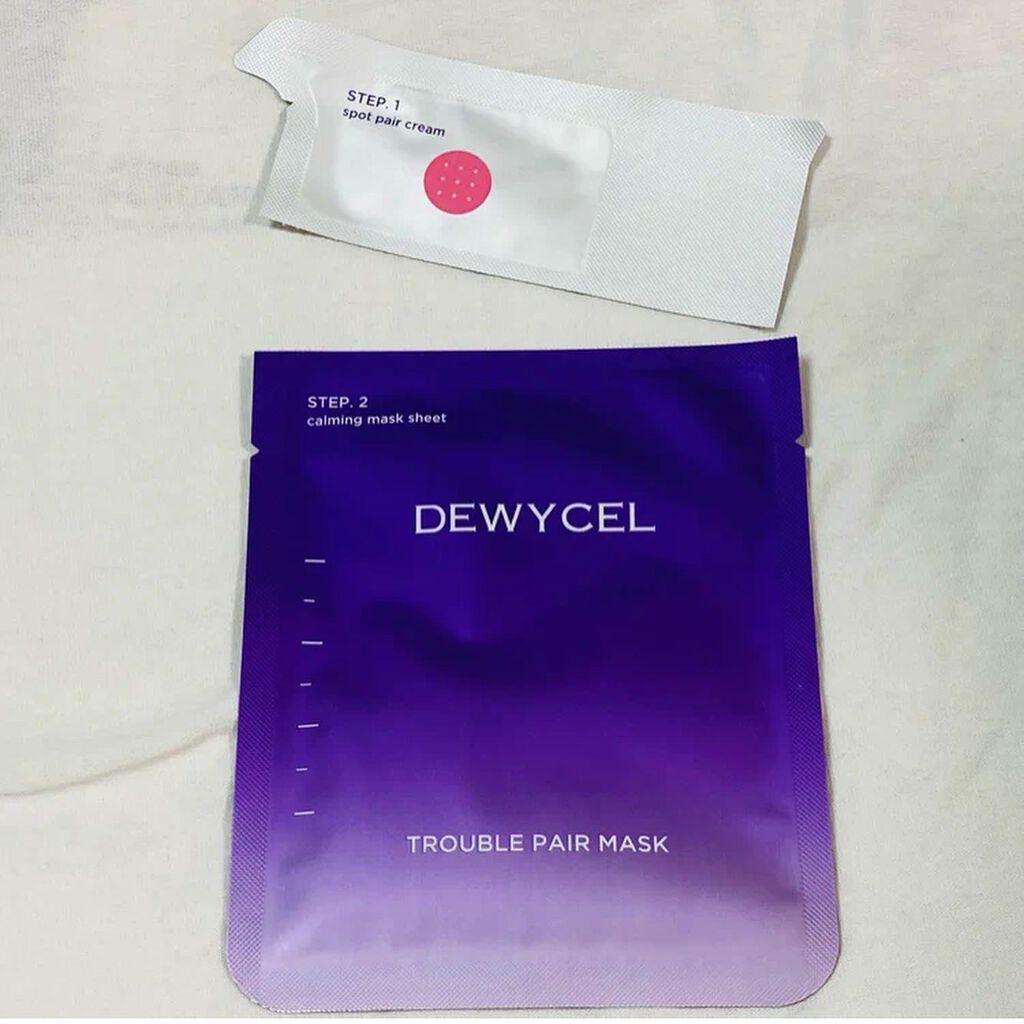 STEP. 1
spot pair cream
STEP. 2
calming mask sheet
DEWYCEL
TROUBLE PAIR MASK